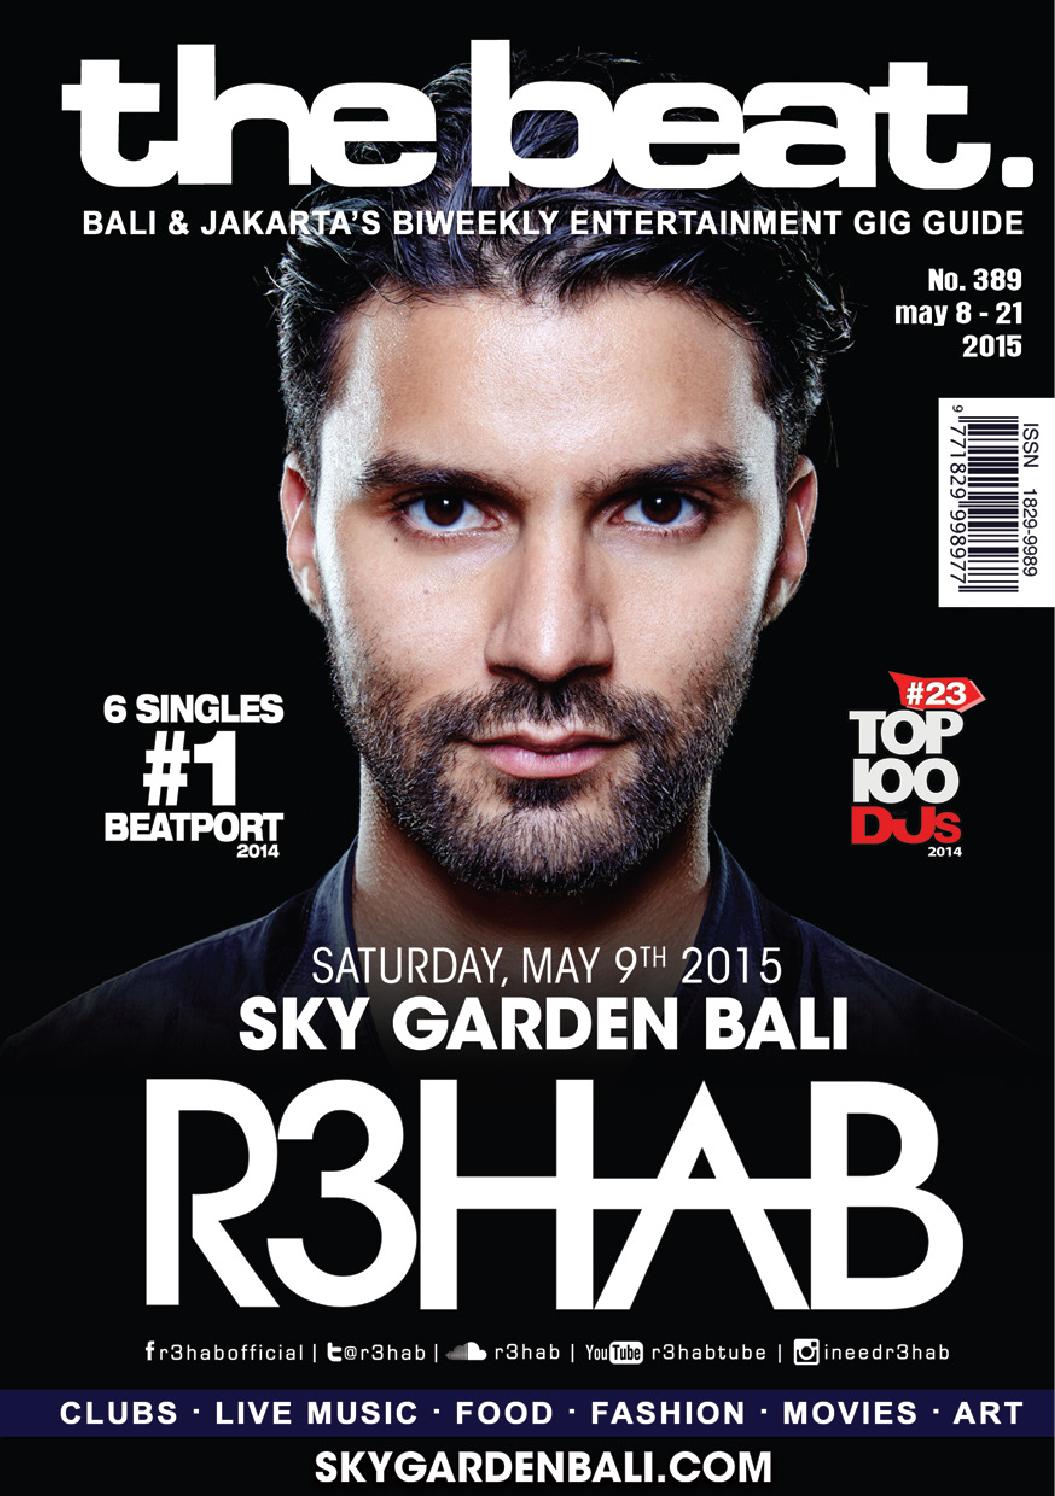 the beat.
BALI & JAKARTA'S BIWEEKLY ENTERTAINMENT GIG GUIDE
No. 389
may 8 - 21
2015
ISSN 1829-9989
9 771829 998977
6 SINGLES
#1
BEATPORT
2014
#23
TOP
100
DJs
2014
SATURDAY, MAY 9TH 2015
SKY GARDEN BALI
R3HAB
f r3habofficial | t@r3hab | r3hab | YouTube r3habtube | ineedr3hab
CLUBS · LIVE MUSIC · FOOD · FASHION · MOVIES · ART
SKYGARDENBALI.COM